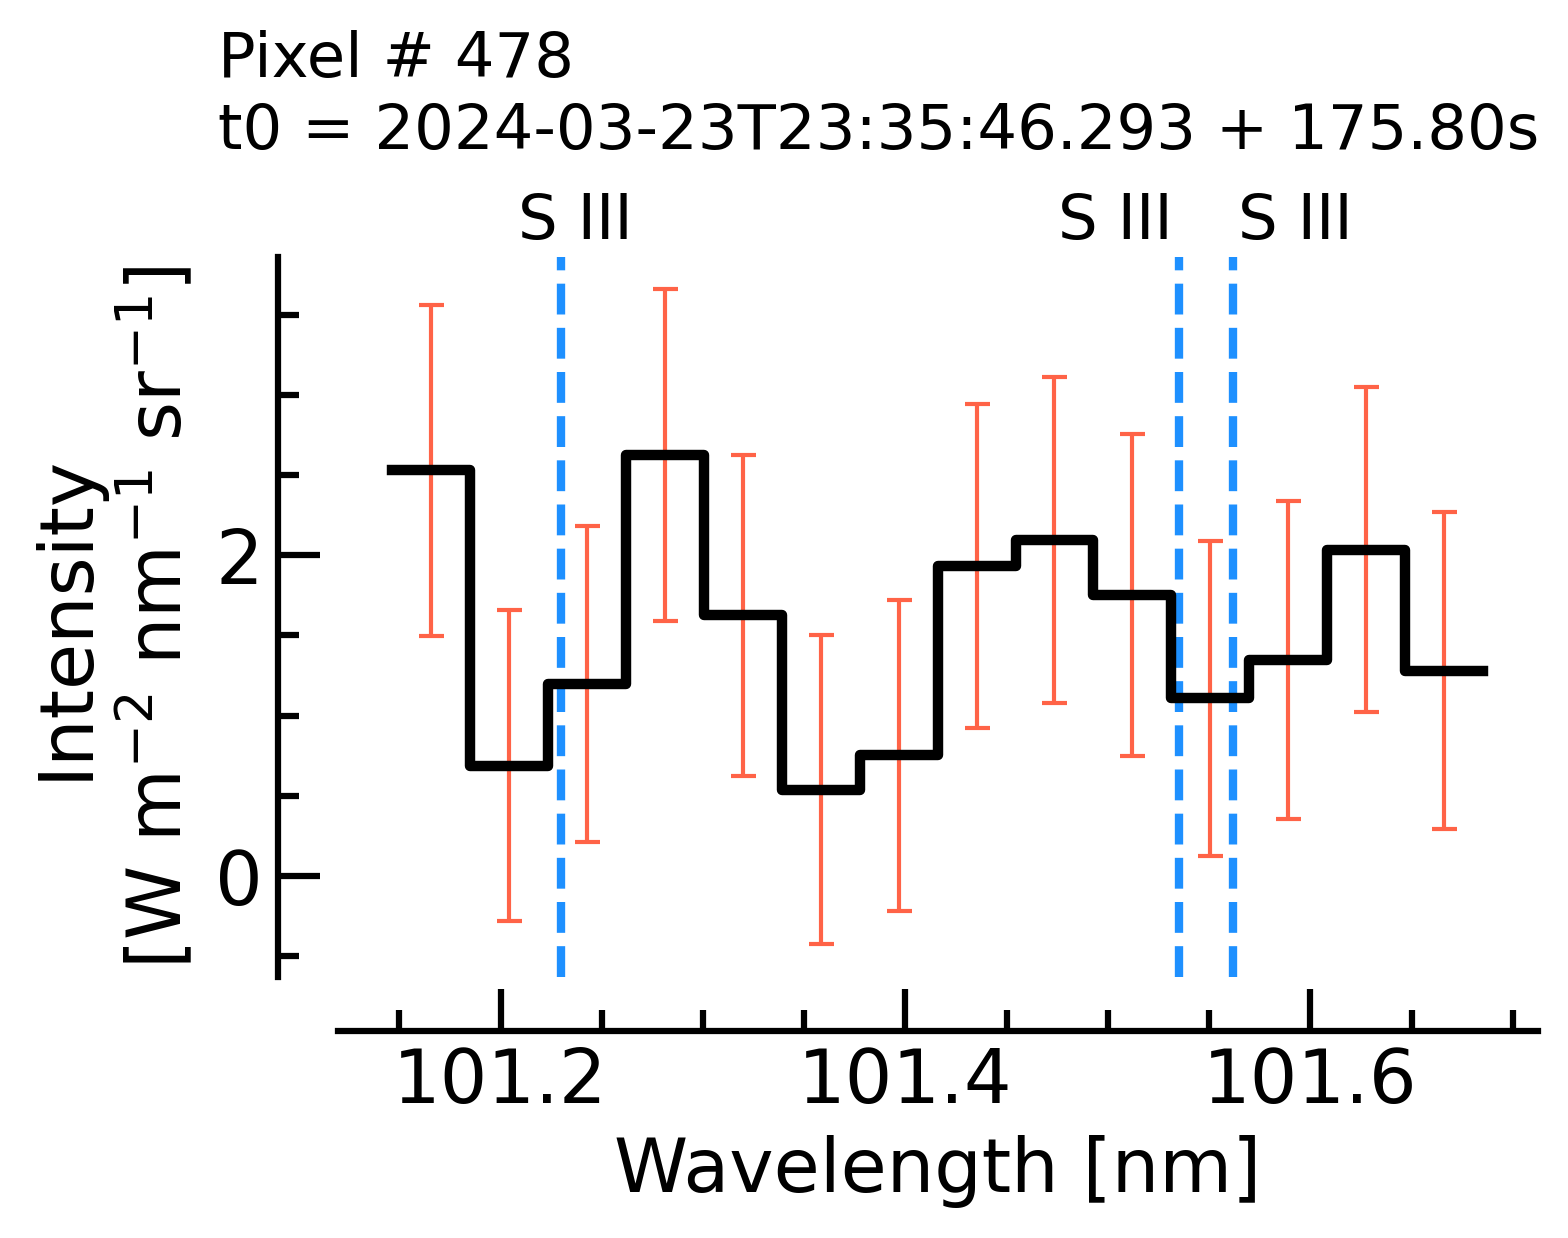 Pixel # 478
t0 = 2024-03-23T23:35:46.293 + 175.80s
S III S III S III
Intensity
[W m⁻² nm⁻¹ sr⁻¹]
2
0
101.2 101.4 101.6
Wavelength [nm]